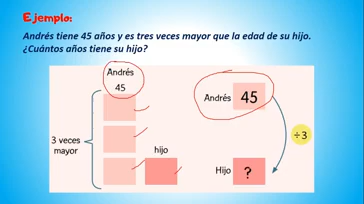 Ejemplo:
Andrés tiene 45 años y es tres veces mayor que la edad de su hijo.
¿Cuántos años tiene su hijo?
Andrés
45
3 veces
mayor
hijo
Andrés 45
÷3
Hijo ?